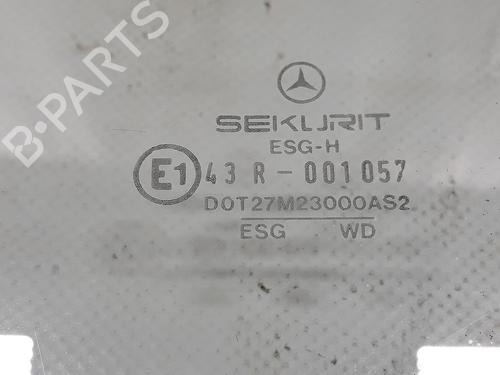 B-PARTS
SEKURIT
ESG-H
E1 43 R - 001057
DOT27M23000AS2
ESG WD